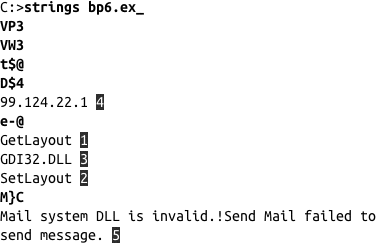 C:>strings bp6.ex_
VP3
VW3
t$@
D$4
99.124.22.1 4
e-@
GetLayout 1
GDI32.DLL 3
SetLayout 2
M}C
Mail system DLL is invalid.!Send Mail failed to
send message. 5